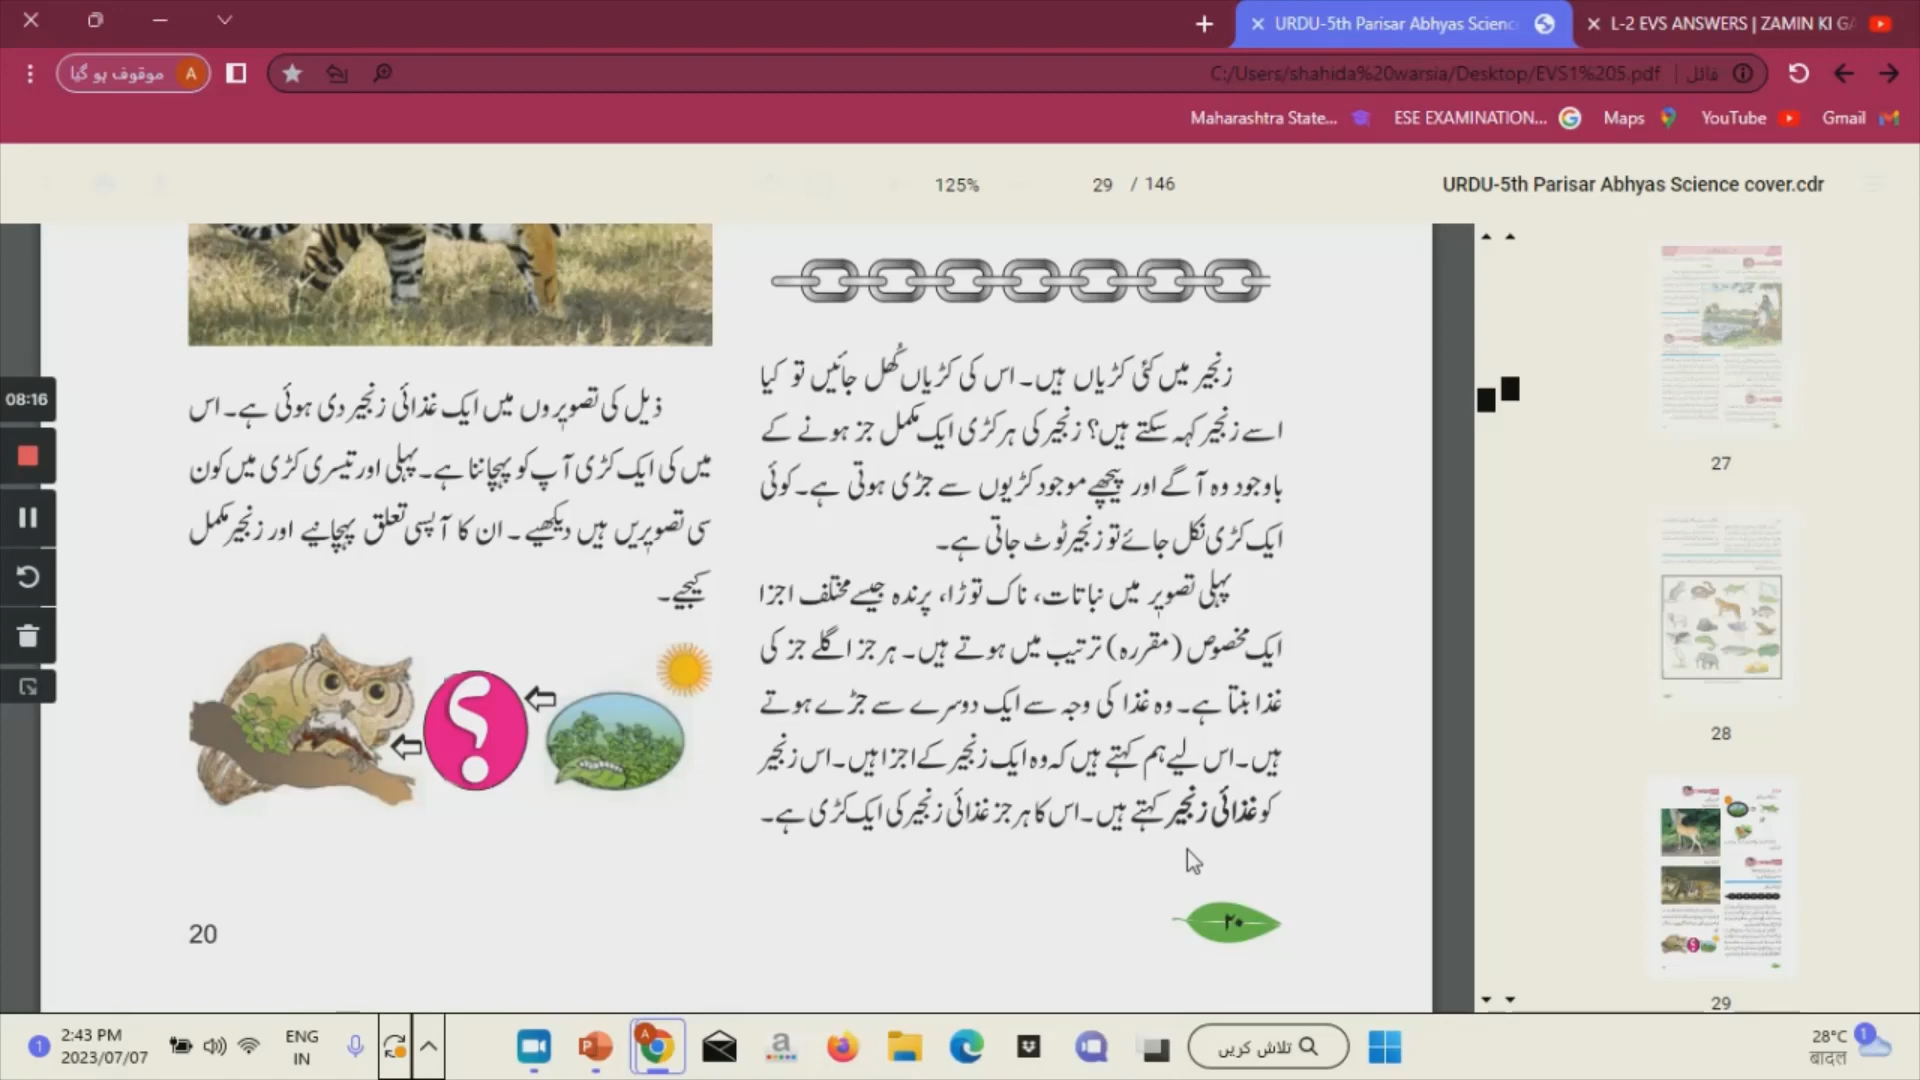 URDU-5th Parisar Abhyas Scienc
L-2 EVS ANSWERS | ZAMIN KI GA
موقوف ہو گیا
A
C:/Users/shahida%20warsia/Desktop/EVS1%205.pdf
فائل
Maharashtra State...
ESE EXAMINATION...
Maps
YouTube
Gmail
125%
29 / 146
URDU-5th Parisar Abhyas Science cover.cdr
زنجیر میں کئی کڑیاں ہیں۔ اس کی کڑیاں کُھل جائیں تو کیا
اسے زنجیر کہہ سکتے ہیں؟ زنجیر کی ہر کڑی ایک مکمل جز ہونے کے
باوجود وہ آگے اور پیچھے موجود کڑیوں سے جڑی ہوتی ہے۔ کوئی
ایک کڑی نکل جائے تو زنجیر ٹوٹ جاتی ہے۔
پہلی تصویر میں نباتات، ناک توڑا، پرندہ جیسے مختلف اجزا
ایک مخصوص (مقررہ) ترتیب میں ہوتے ہیں۔ ہر جز اگلے جز کی
غذا بنتا ہے۔ وہ غذا کی وجہ سے ایک دوسرے سے جڑے ہوتے
ہیں۔ اس لیے ہم کہتے ہیں کہ وہ ایک زنجیر کے اجزا ہیں۔ اس زنجیر
کو غذائی زنجیر کہتے ہیں۔ اس کا ہر جز غذائی زنجیر کی ایک کڑی ہے۔
۲۰
ذیل کی تصویروں میں ایک غذائی زنجیر دی ہوئی ہے۔ اس
میں کی ایک کڑی آپ کو پہچاننا ہے۔ پہلی اور تیسری کڑی میں کون
سی تصویریں ہیں دیکھیے۔ ان کا آپسی تعلق پہچانیے اور زنجیر مکمل
کیجیے۔
؟
20
27
28
29
08:16
1
2:43 PM
2023/07/07
ENG
IN
تلاش کریں
28°C
बादल
1